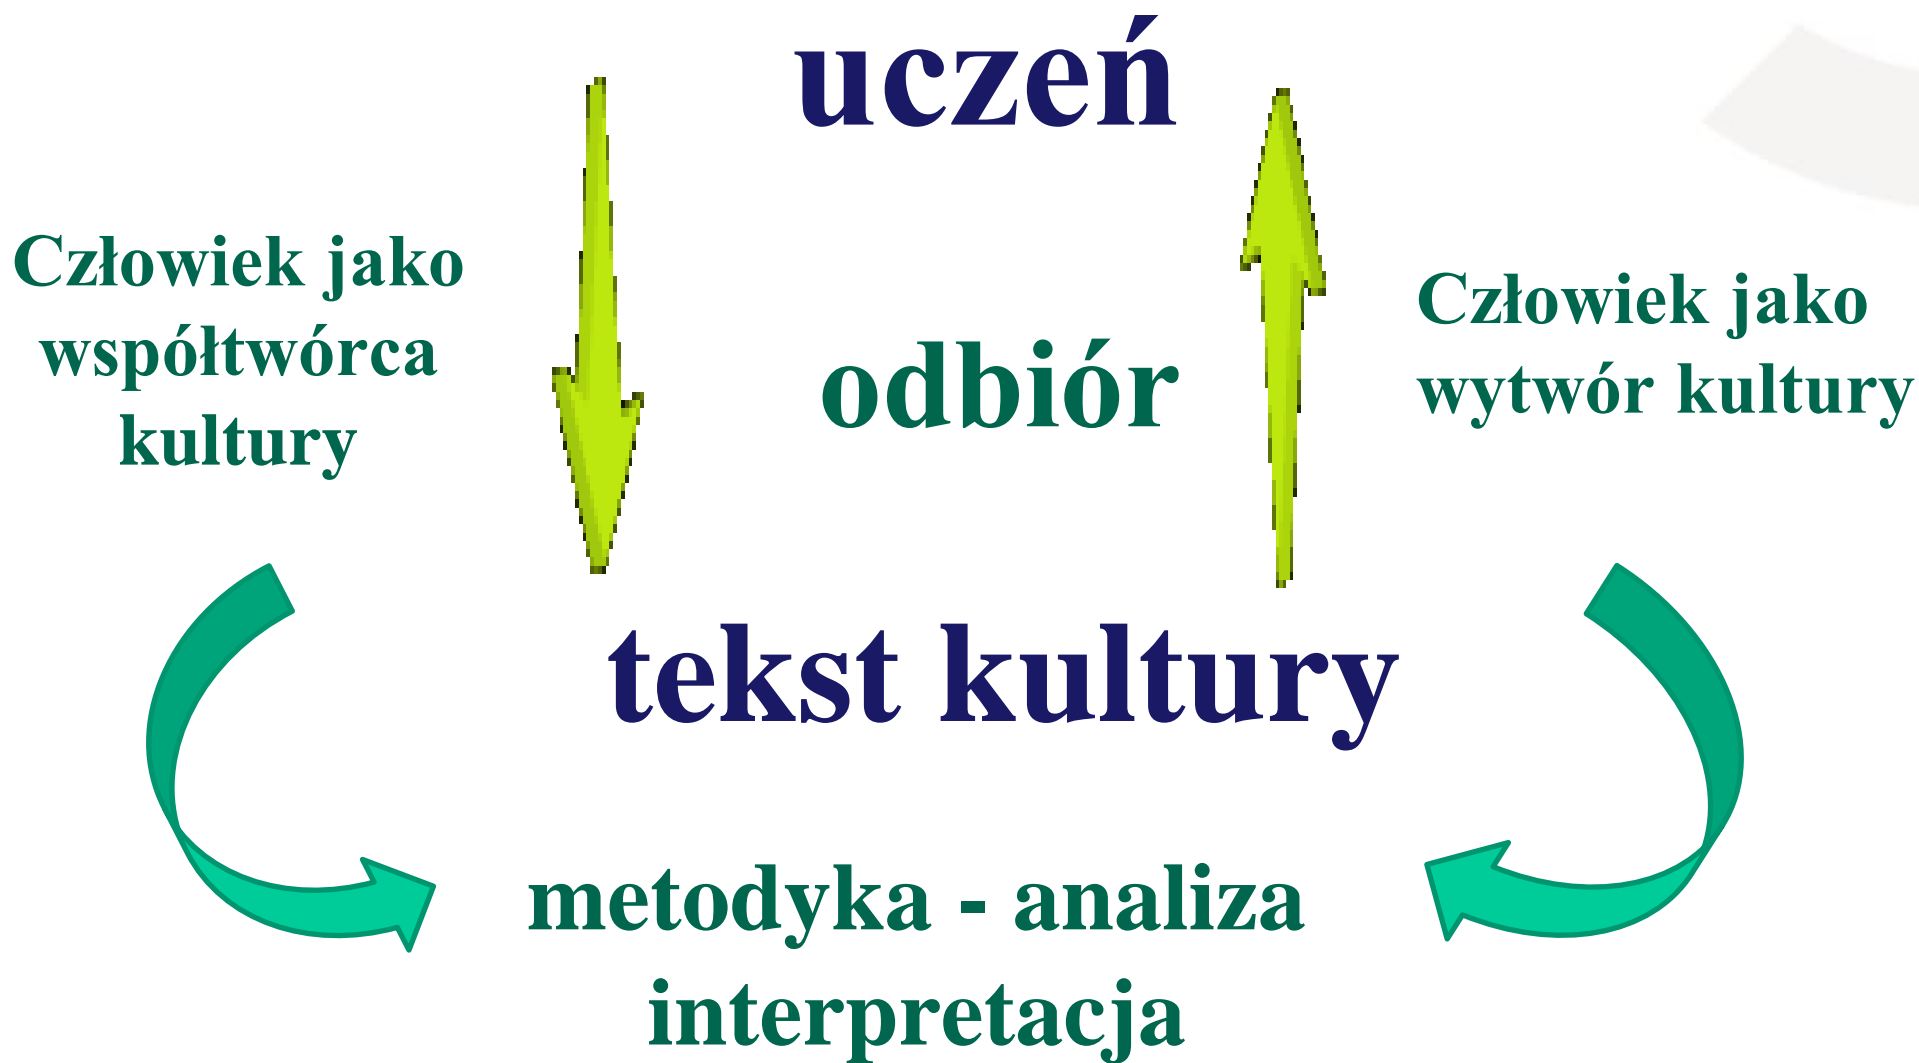 uczeń
Człowiek jako
współtwórca
kultury
odbiór
Człowiek jako
wytwór kultury
tekst kultury
metodyka - analiza
interpretacja